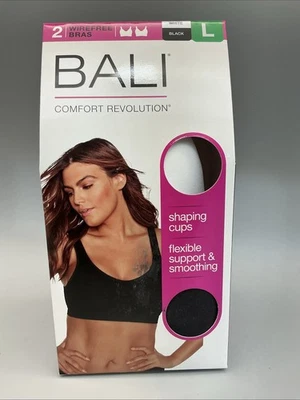 2 WIREFREE BRAS
WHITE
BLACK
L
BALI®
COMFORT REVOLUTION®
shaping
cups
flexible
support &
smoothing